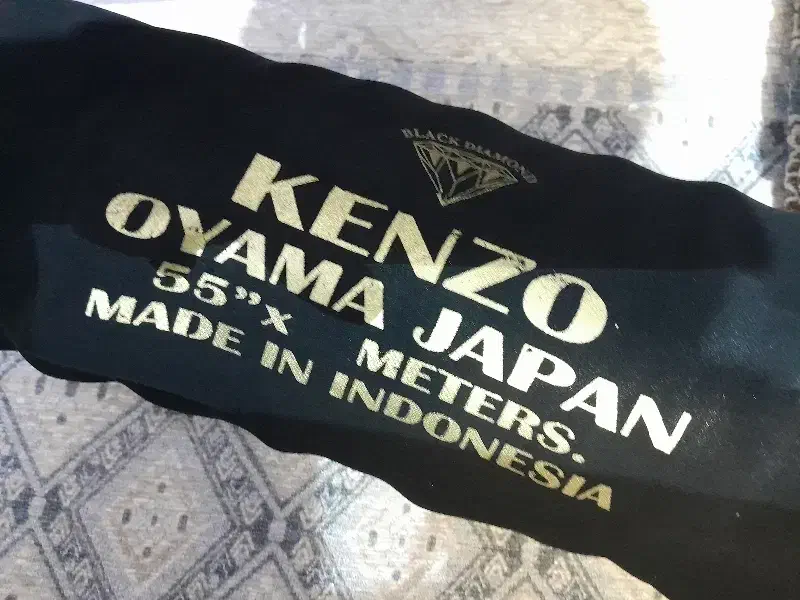 BLACK DIAMOND
KENZO
OYAMA JAPAN
55”X METERS.
MADE IN INDONESIA